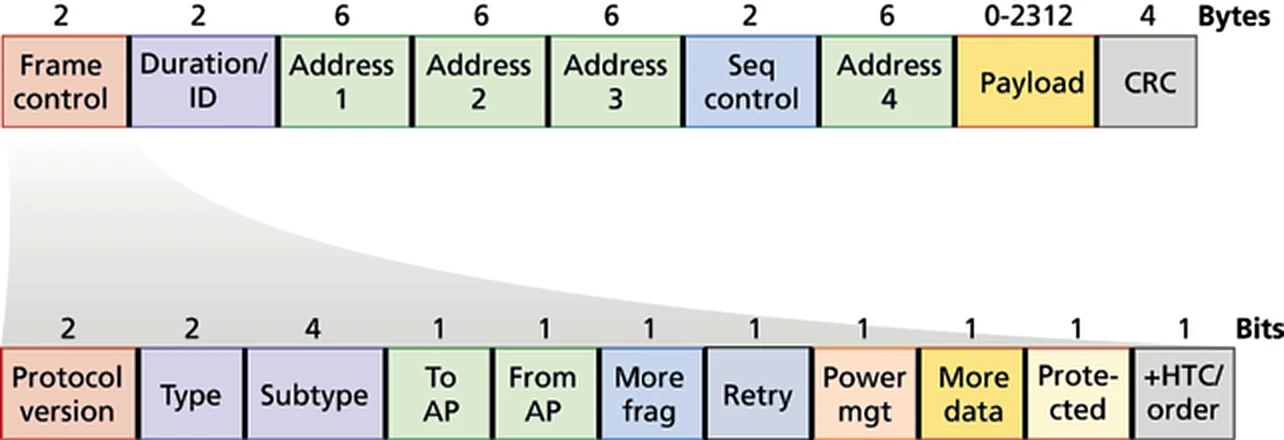 2 2 6 6 6 2 6 0-2312 4 Bytes
Frame Duration/ Address Address Address Seq Address Payload CRC
control ID 1 2 3 control 4
2 2 4 1 1 1 1 1 1 1 1 Bits
Protocol Type Subtype To From More Retry Power More Prote- +HTC/
version AP AP frag mgt data cted order